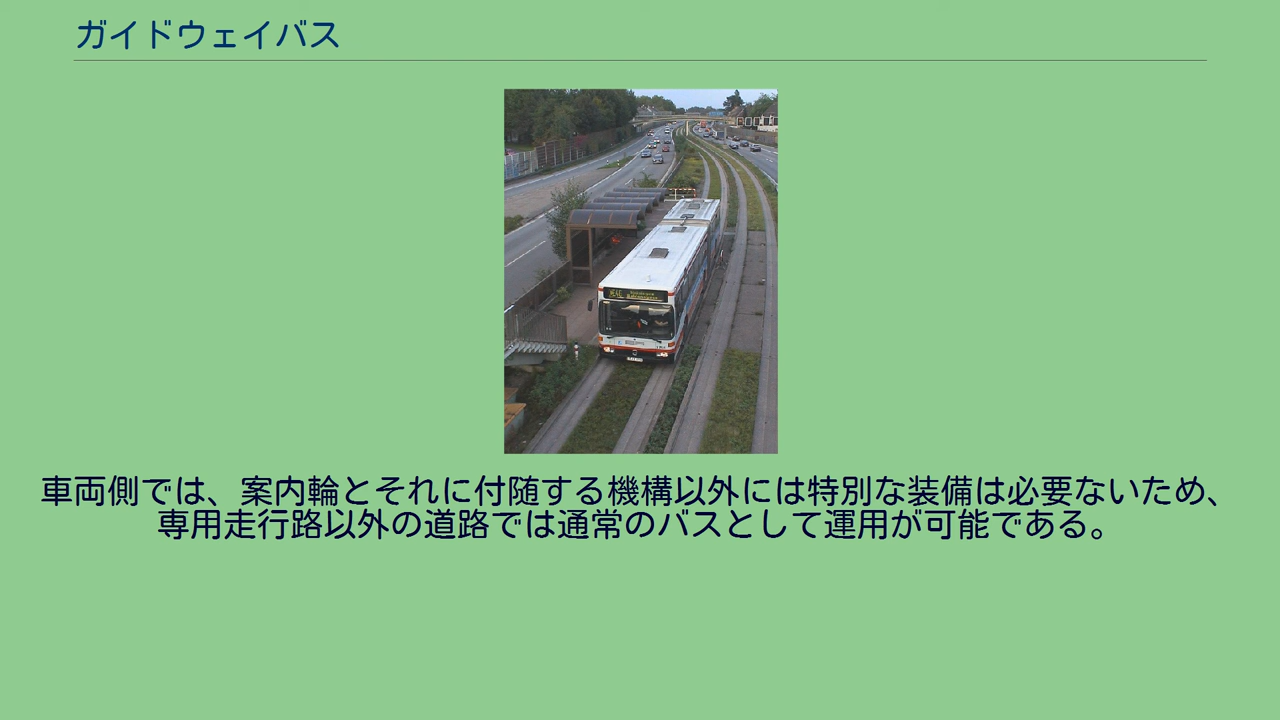 ガイドウェイバス
車両側では、案内輪とそれに付随する機構以外には特別な装備は必要ないため、
専用走行路以外の道路では通常のバスとして運用が可能である。